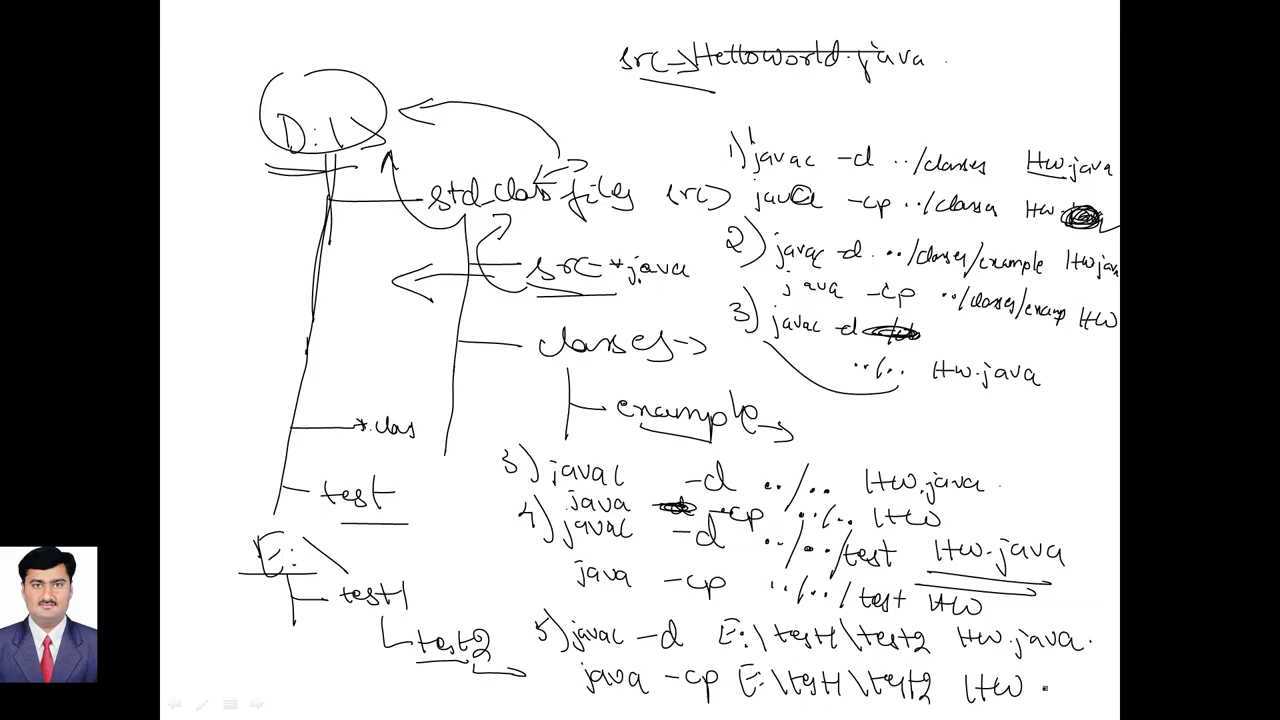 src→HelloWorld.java
D:\>
std_class files src)
src *.java
classes→
example
*.clas
test
E:\
test1
test2
1) javac -d ../classes HW.java
java -cp ../classes HW
2) javac -d ../classes/example HW.java
java -cp ../classes/examp HW
3) javac -d
../.. HW.java
3) javac -d ../.. HW.java
java -cp ../.. HW
4) javac -d ../../test HW.java
java -cp ../../test HW
5) javac -d E:\test1\test2 HW.java.
java -cp E:\test1\test2 HW.